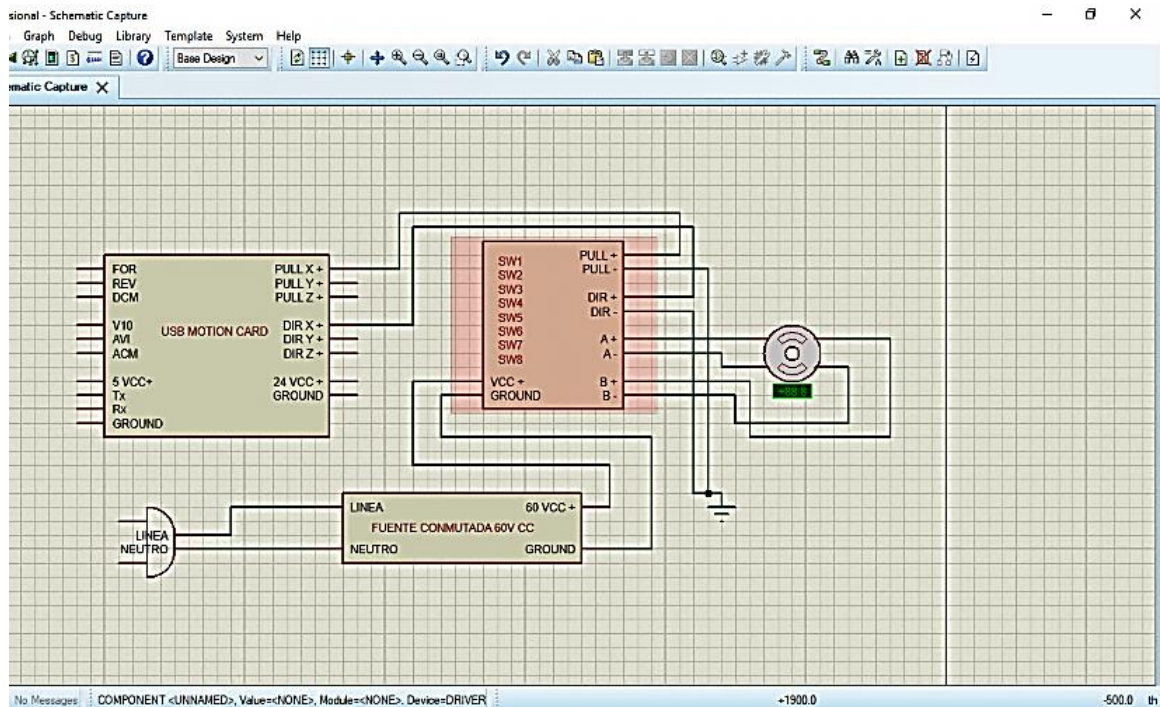 sional - Schematic Capture
Graph Debug Library Template System Help
Base Design
ematic Capture
FOR
REV
DCM
V10
AVI
ACM
5 VCC+
Tx
Rx
GROUND
USB MOTION CARD
PULL X +
PULL Y +
PULL Z +
DIR X +
DIR Y +
DIR Z +
24 VCC +
GROUND
SW1
SW2
SW3
SW4
SW5
SW6
SW7
SW8
VCC +
GROUND
PULL +
PULL -
DIR +
DIR -
A +
A -
B +
B -
+88.8
LINEA
NEUTRO
LINEA
NEUTRO
FUENTE CONMUTADA 60V CC
60 VCC +
GROUND
No Messages
COMPONENT <UNNAMED>, Value=<NONE>, Module=<NONE>, Device=DRIVER
+1900.0
-500.0 th